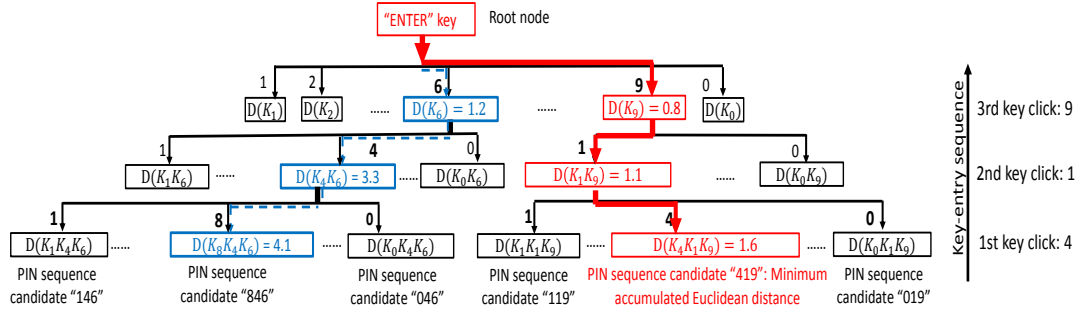 "ENTER" key
Root node
1 2 6 9 0
D(K₁) D(K₂) ...... D(K₆) = 1.2 ...... D(K₉) = 0.8 D(K₀)
3rd key click: 9
1 4 0 1 0
D(K₁K₆) ...... D(K₄K₆) = 3.3 ...... D(K₀K₆) D(K₁K₉) = 1.1 ...... D(K₀K₉)
2nd key click: 1
1 8 0 1 4 0
D(K₁K₄K₆) ...... D(K₈K₄K₆) = 4.1 ...... D(K₀K₄K₆) D(K₁K₁K₉) ...... D(K₄K₁K₉) = 1.6 ...... D(K₀K₁K₉)
1st key click: 4
Key-entry sequence
PIN sequence
candidate "146"
PIN sequence
candidate "846"
PIN sequence
candidate "046"
PIN sequence
candidate "119"
PIN sequence candidate "419": Minimum
accumulated Euclidean distance
PIN sequence
candidate "019"